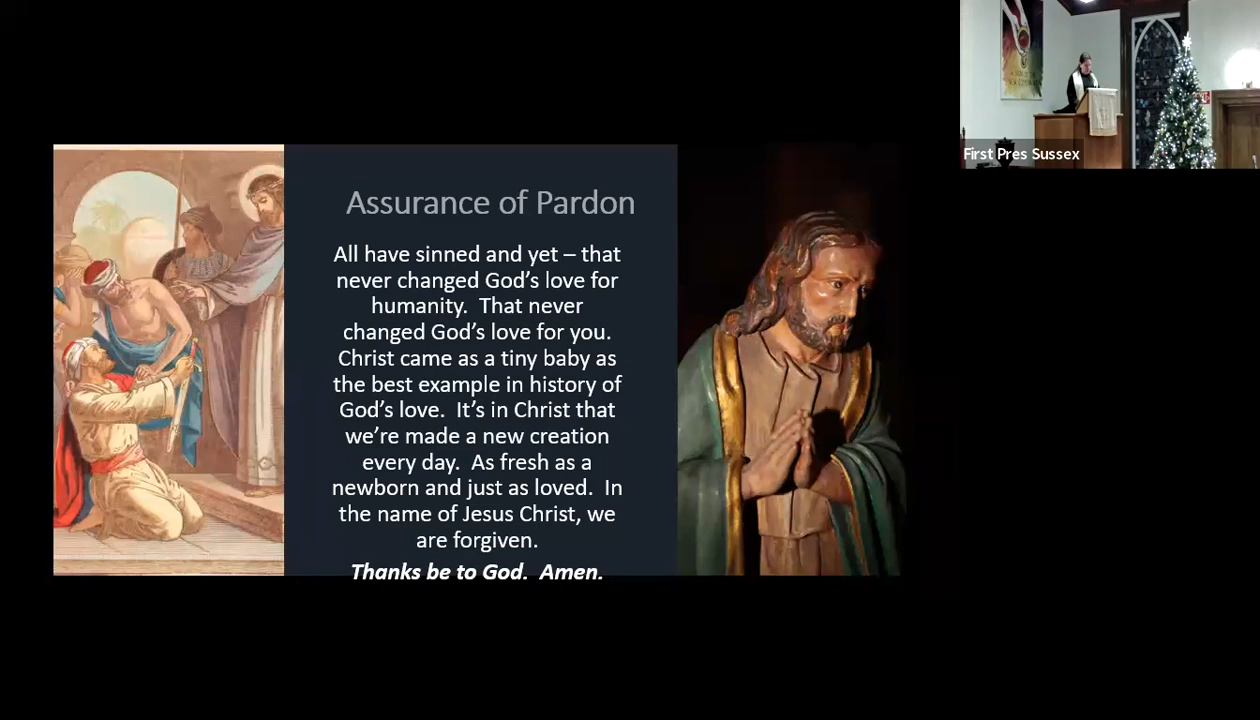 First Pres Sussex
Assurance of Pardon
All have sinned and yet – that
never changed God's love for
humanity.  That never
changed God's love for you.
Christ came as a tiny baby as
the best example in history of
God's love.  It's in Christ that
we're made a new creation
every day.  As fresh as a
newborn and just as loved.  In
the name of Jesus Christ, we
are forgiven.
Thanks be to God.  Amen.